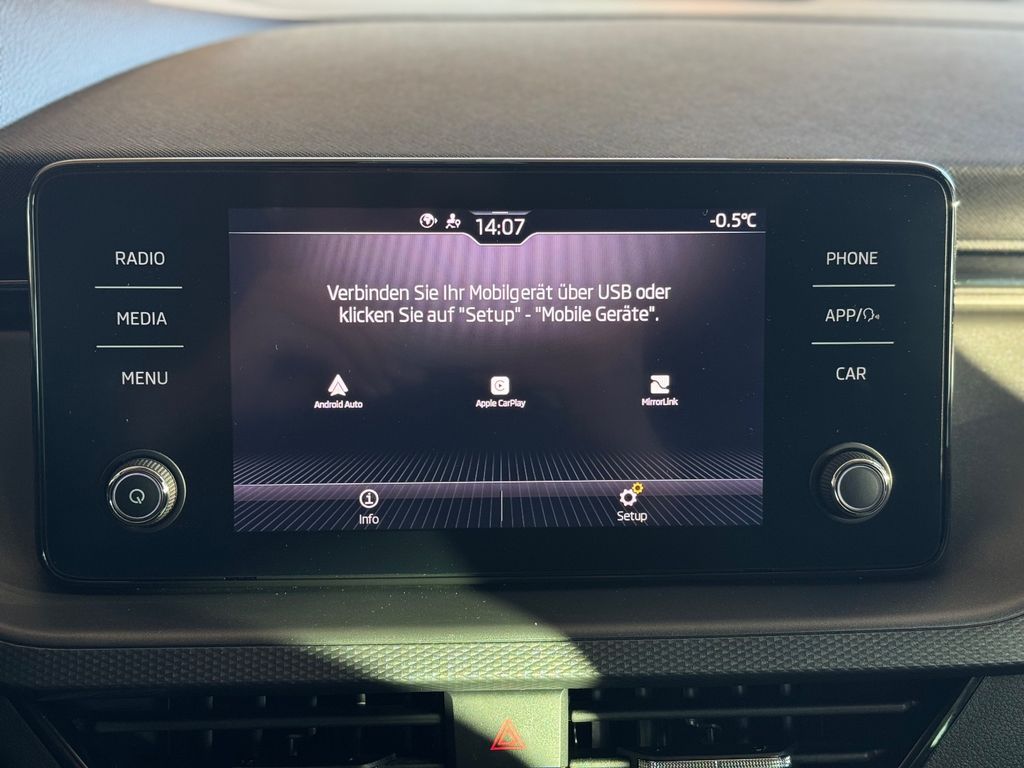 14:07
-0.5°C
RADIO
MEDIA
MENU
Verbinden Sie Ihr Mobilgerät über USB oder
klicken Sie auf "Setup" - "Mobile Geräte".
Android Auto
Apple CarPlay
MirrorLink
Info
Setup
PHONE
APP/
CAR